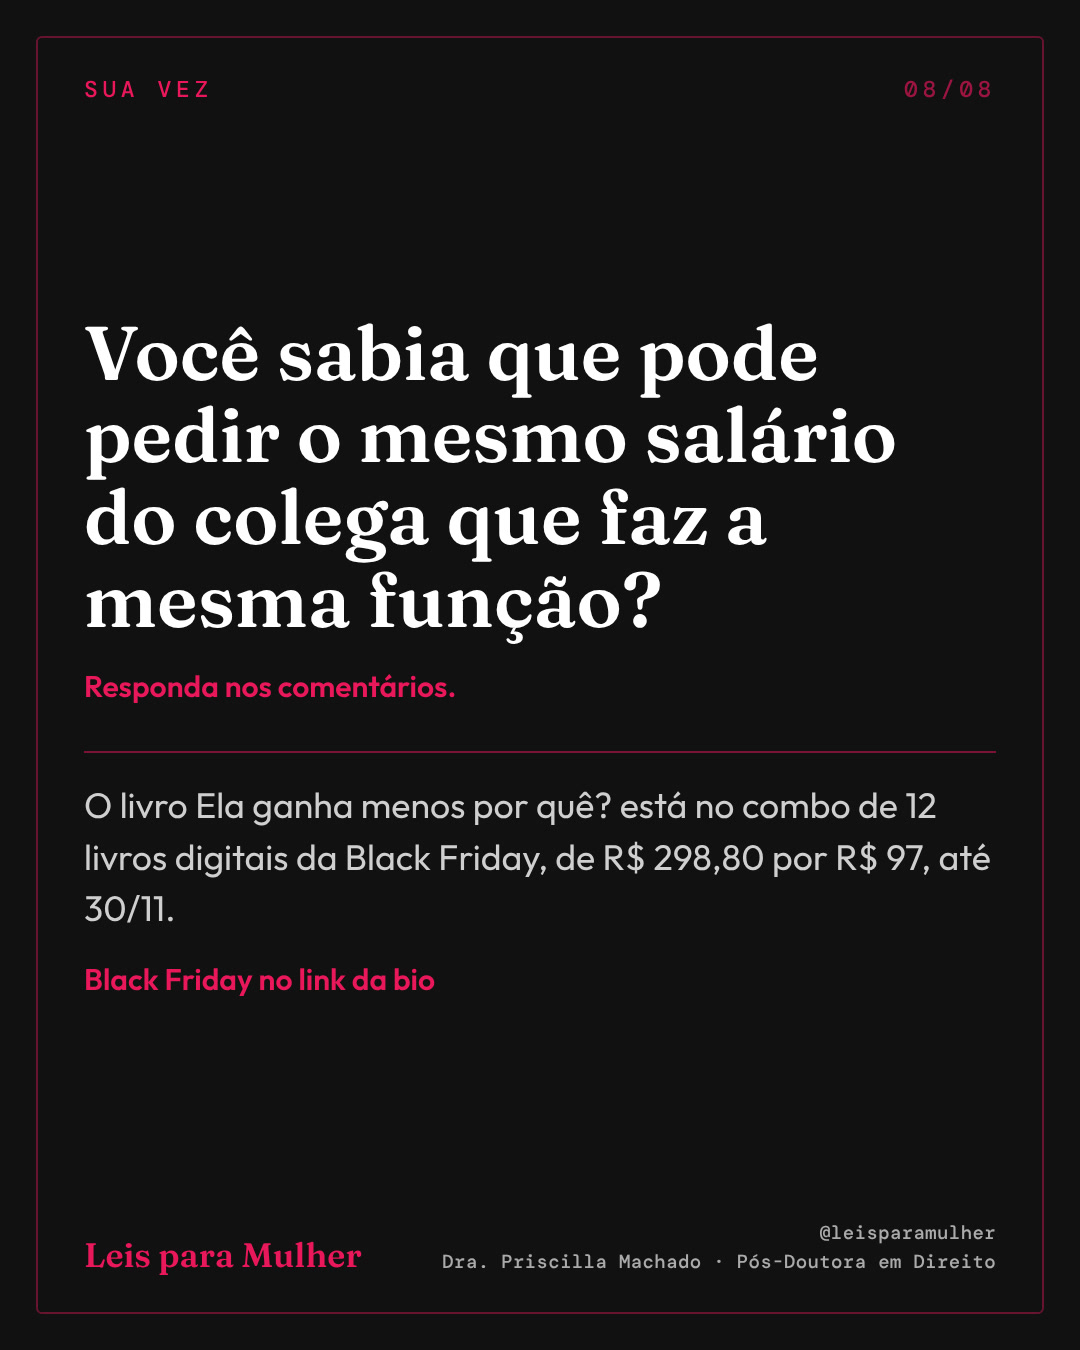 SUA VEZ
08/08
Você sabia que pode
pedir o mesmo salário
do colega que faz a
mesma função?
Responda nos comentários.
O livro Ela ganha menos por quê? está no combo de 12
livros digitais da Black Friday, de R$ 298,80 por R$ 97, até
30/11.
Black Friday no link da bio
Leis para Mulher
@leisparamulher
Dra. Priscilla Machado · Pós-Doutora em Direito